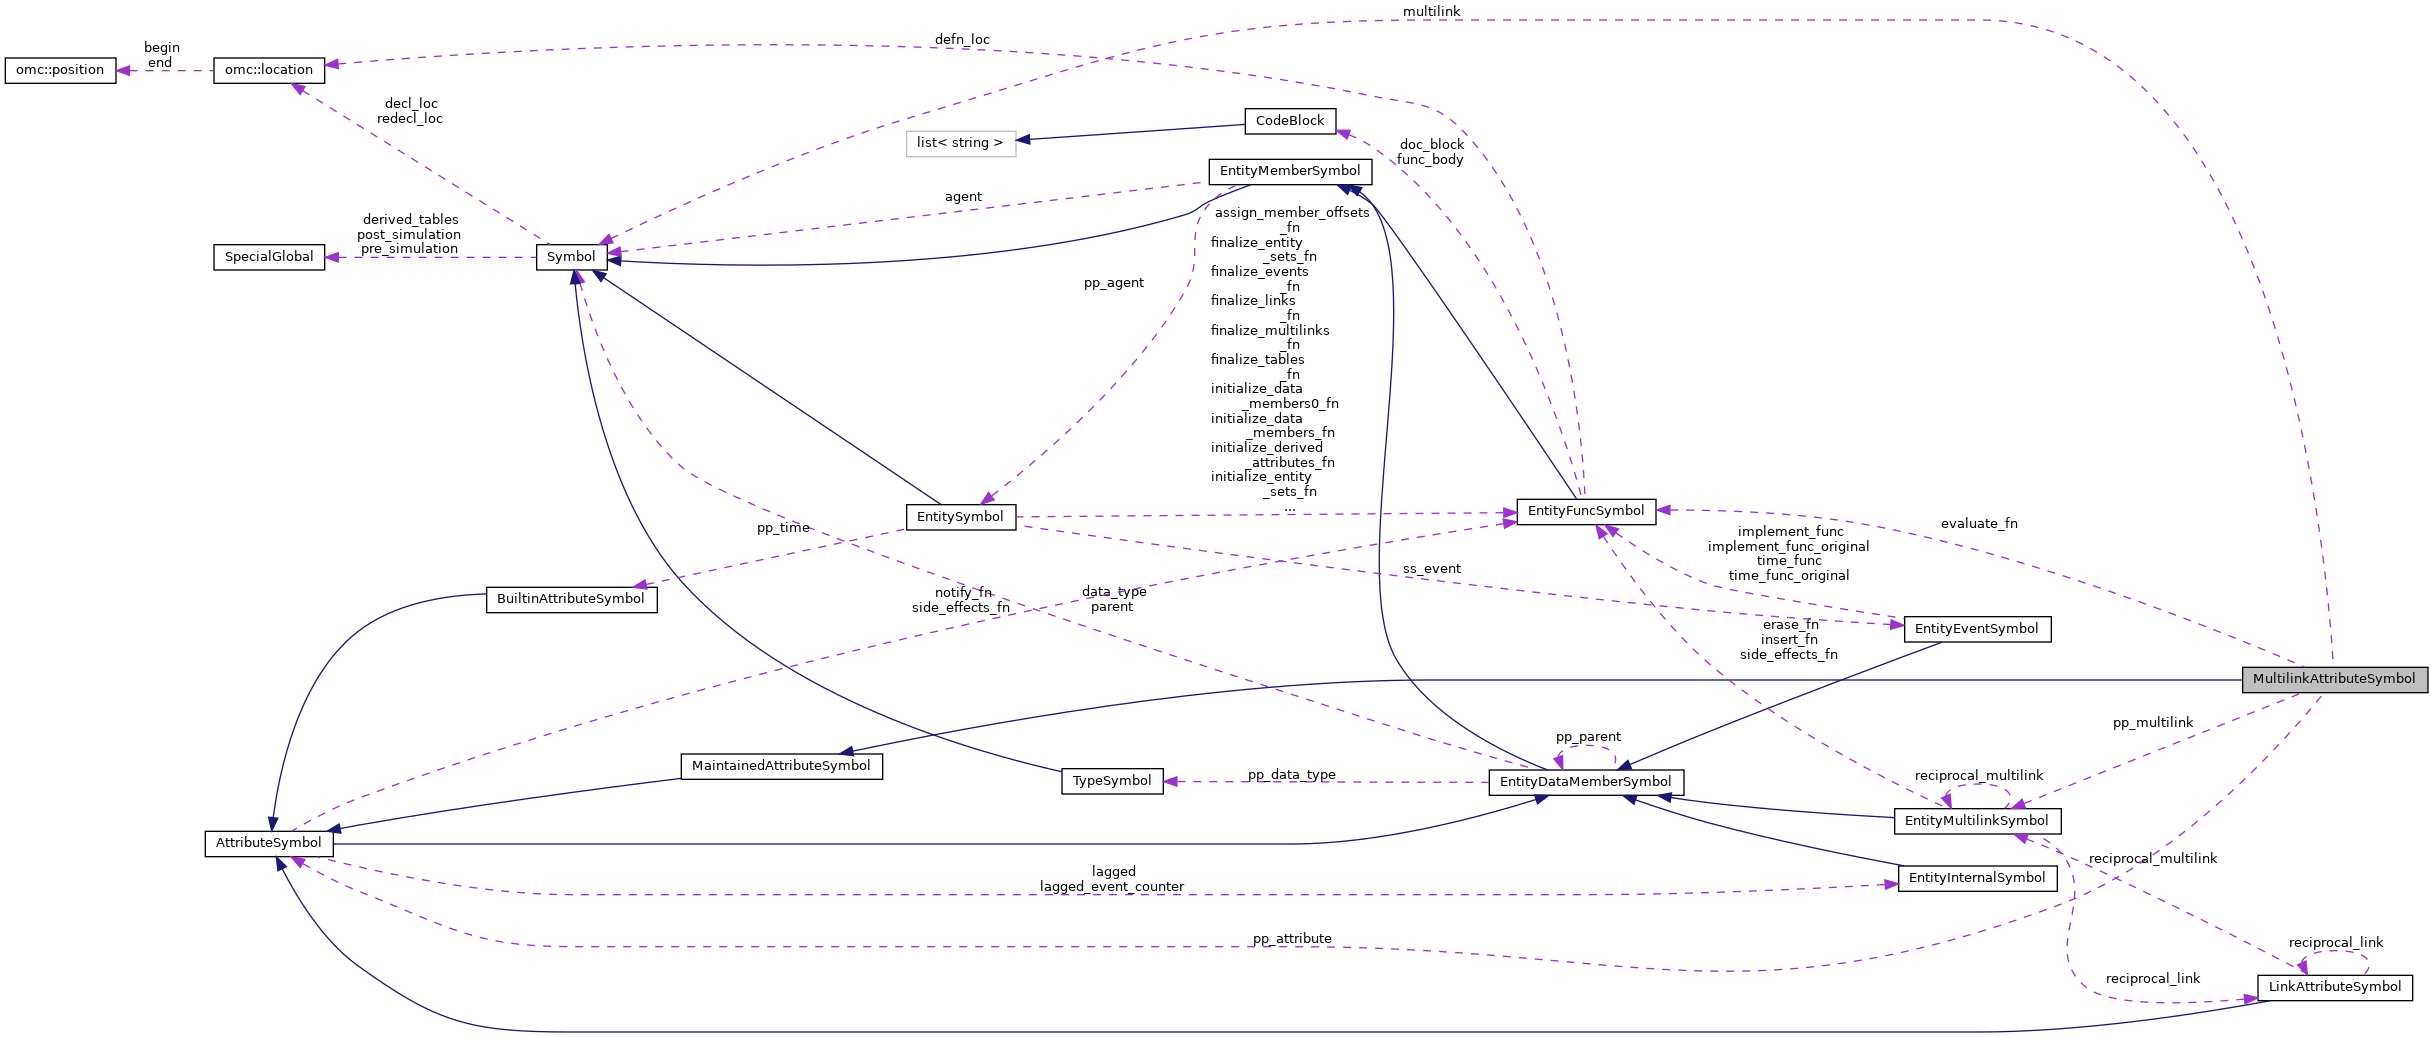 multilink
defn_loc
begin
end
omc::position
omc::location
decl_loc
redecl_loc
CodeBlock
list< string >
doc_block
func_body
EntityMemberSymbol
agent
assign_member_offsets
_fn
finalize_entity
_sets_fn
finalize_events
_fn
finalize_links
_fn
finalize_multilinks
_fn
finalize_tables
_fn
initialize_data
_members0_fn
initialize_data
_members_fn
initialize_derived
_attributes_fn
initialize_entity
_sets_fn
...
derived_tables
post_simulation
pre_simulation
SpecialGlobal
Symbol
pp_agent
EntitySymbol
EntityFuncSymbol
evaluate_fn
pp_time
implement_func
implement_func_original
time_func
time_func_original
ss_event
BuiltinAttributeSymbol
notify_fn
side_effects_fn
data_type
parent
erase_fn
insert_fn
side_effects_fn
EntityEventSymbol
MultilinkAttributeSymbol
pp_multilink
pp_parent
MaintainedAttributeSymbol
TypeSymbol
pp_data_type
EntityDataMemberSymbol
reciprocal_multilink
EntityMultilinkSymbol
AttributeSymbol
reciprocal_multilink
lagged
lagged_event_counter
EntityInternalSymbol
pp_attribute
reciprocal_link
reciprocal_link
LinkAttributeSymbol